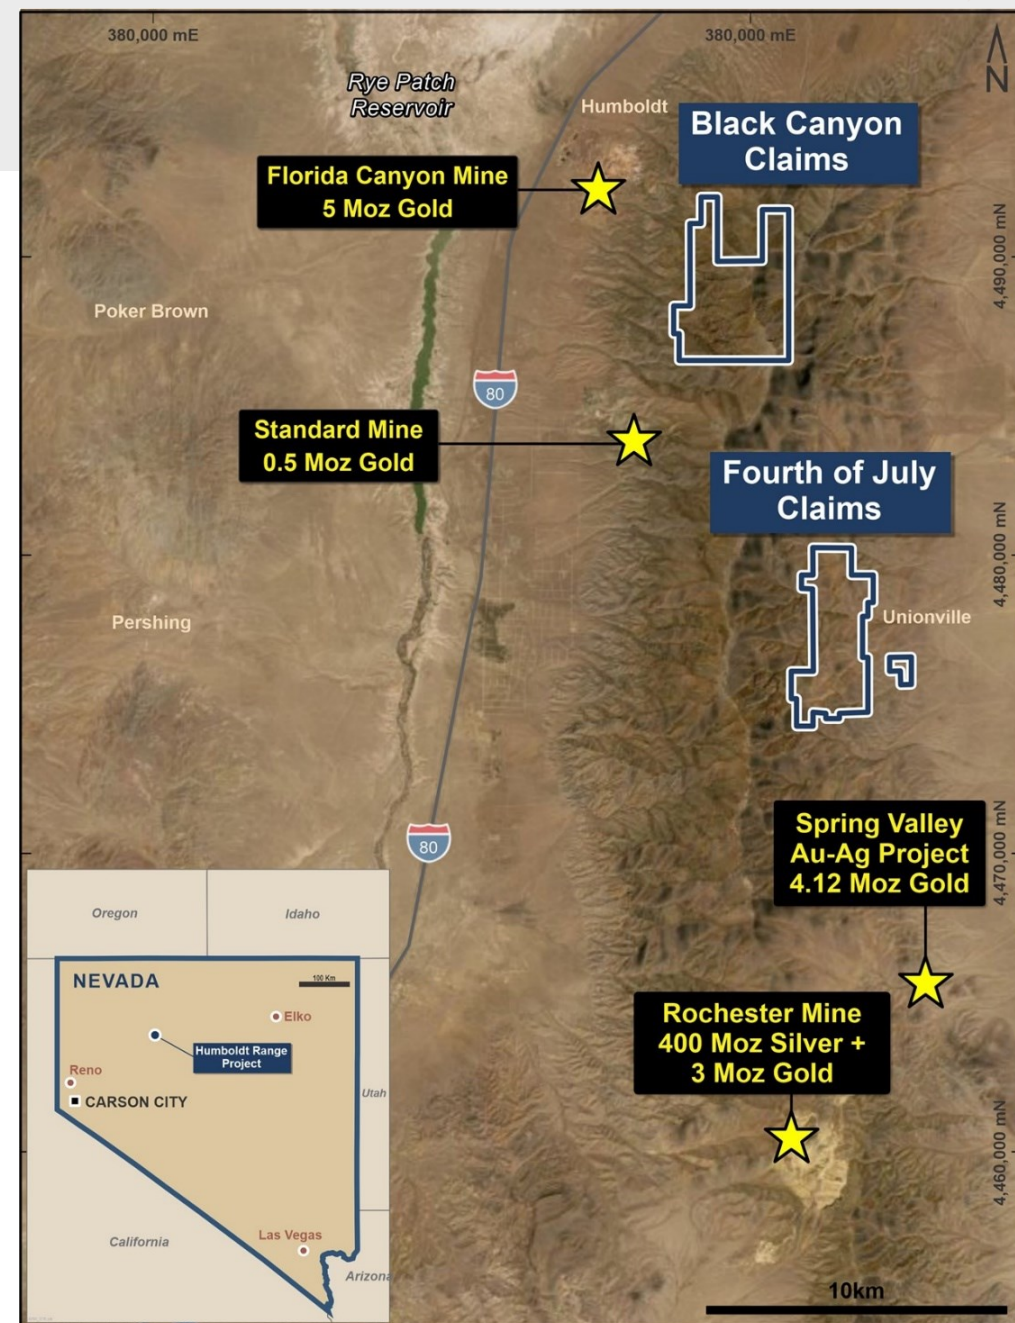 380,000 mE
380,000 mE
N
Rye Patch
Reservoir
Humboldt
Black Canyon
Claims
Florida Canyon Mine
5 Moz Gold
4,490,000 mN
Poker Brown
80
Standard Mine
0.5 Moz Gold
Fourth of July
Claims
4,480,000 mN
Pershing
Unionville
Spring Valley
Au-Ag Project
4.12 Moz Gold
4,470,000 mN
80
Rochester Mine
400 Moz Silver +
3 Moz Gold
4,460,000 mN
10km
Oregon
Idaho
NEVADA
100 Km
Elko
Humboldt Range
Project
Reno
CARSON CITY
Utah
California
Las Vegas
Arizona